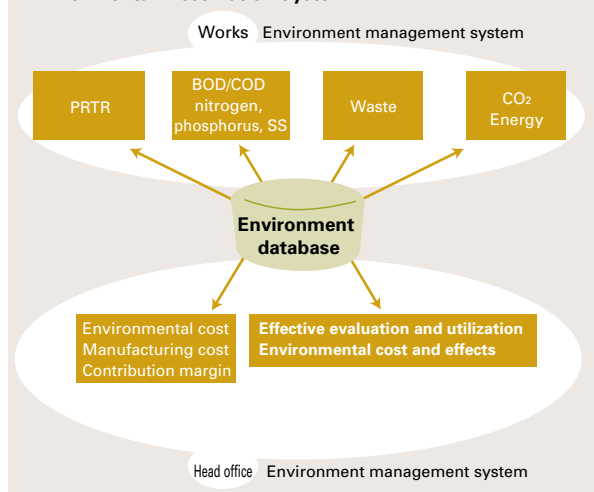 Works Environment management system
PRTR
BOD/COD
nitrogen,
phosphorus, SS
Waste
CO₂
Energy
Environment
database
Environmental cost
Manufacturing cost
Contribution margin
Effective evaluation and utilization
Environmental cost and effects
Head office Environment management system